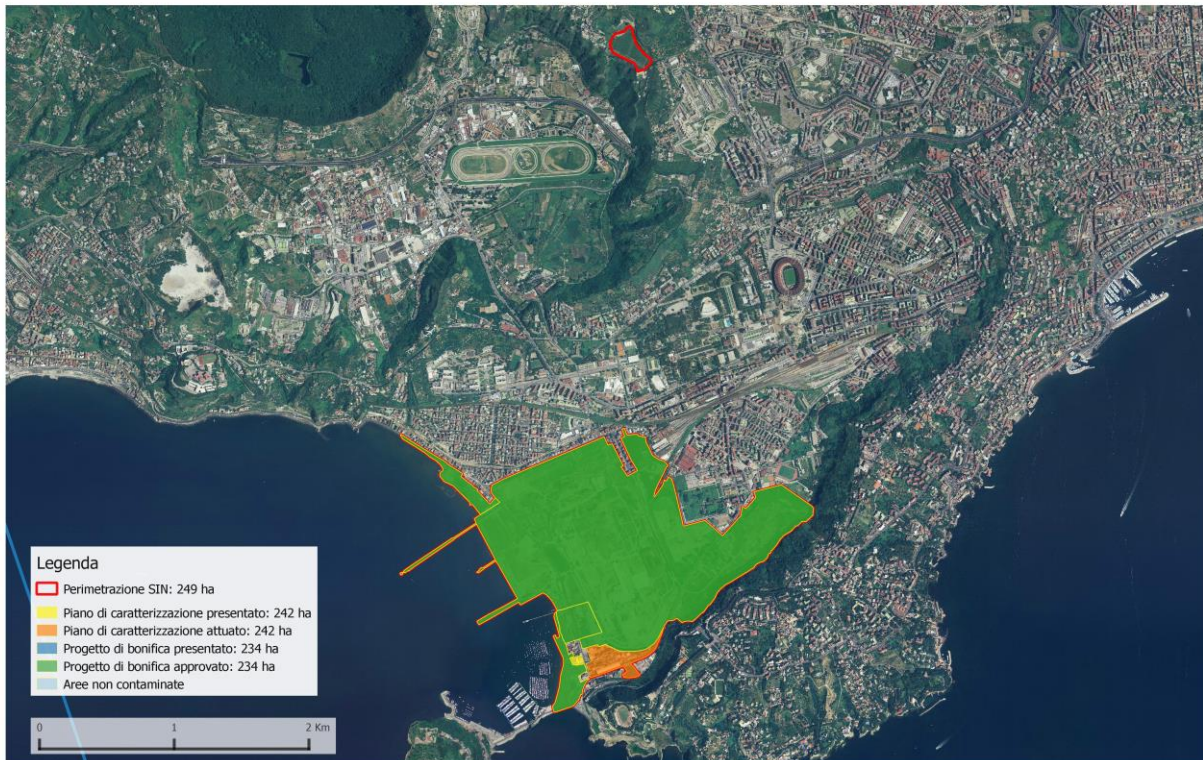 Legenda
Perimetrazione SIN: 249 ha
Piano di caratterizzazione presentato: 242 ha
Piano di caratterizzazione attuato: 242 ha
Progetto di bonifica presentato: 234 ha
Progetto di bonifica approvato: 234 ha
Aree non contaminate
0 1 2 Km